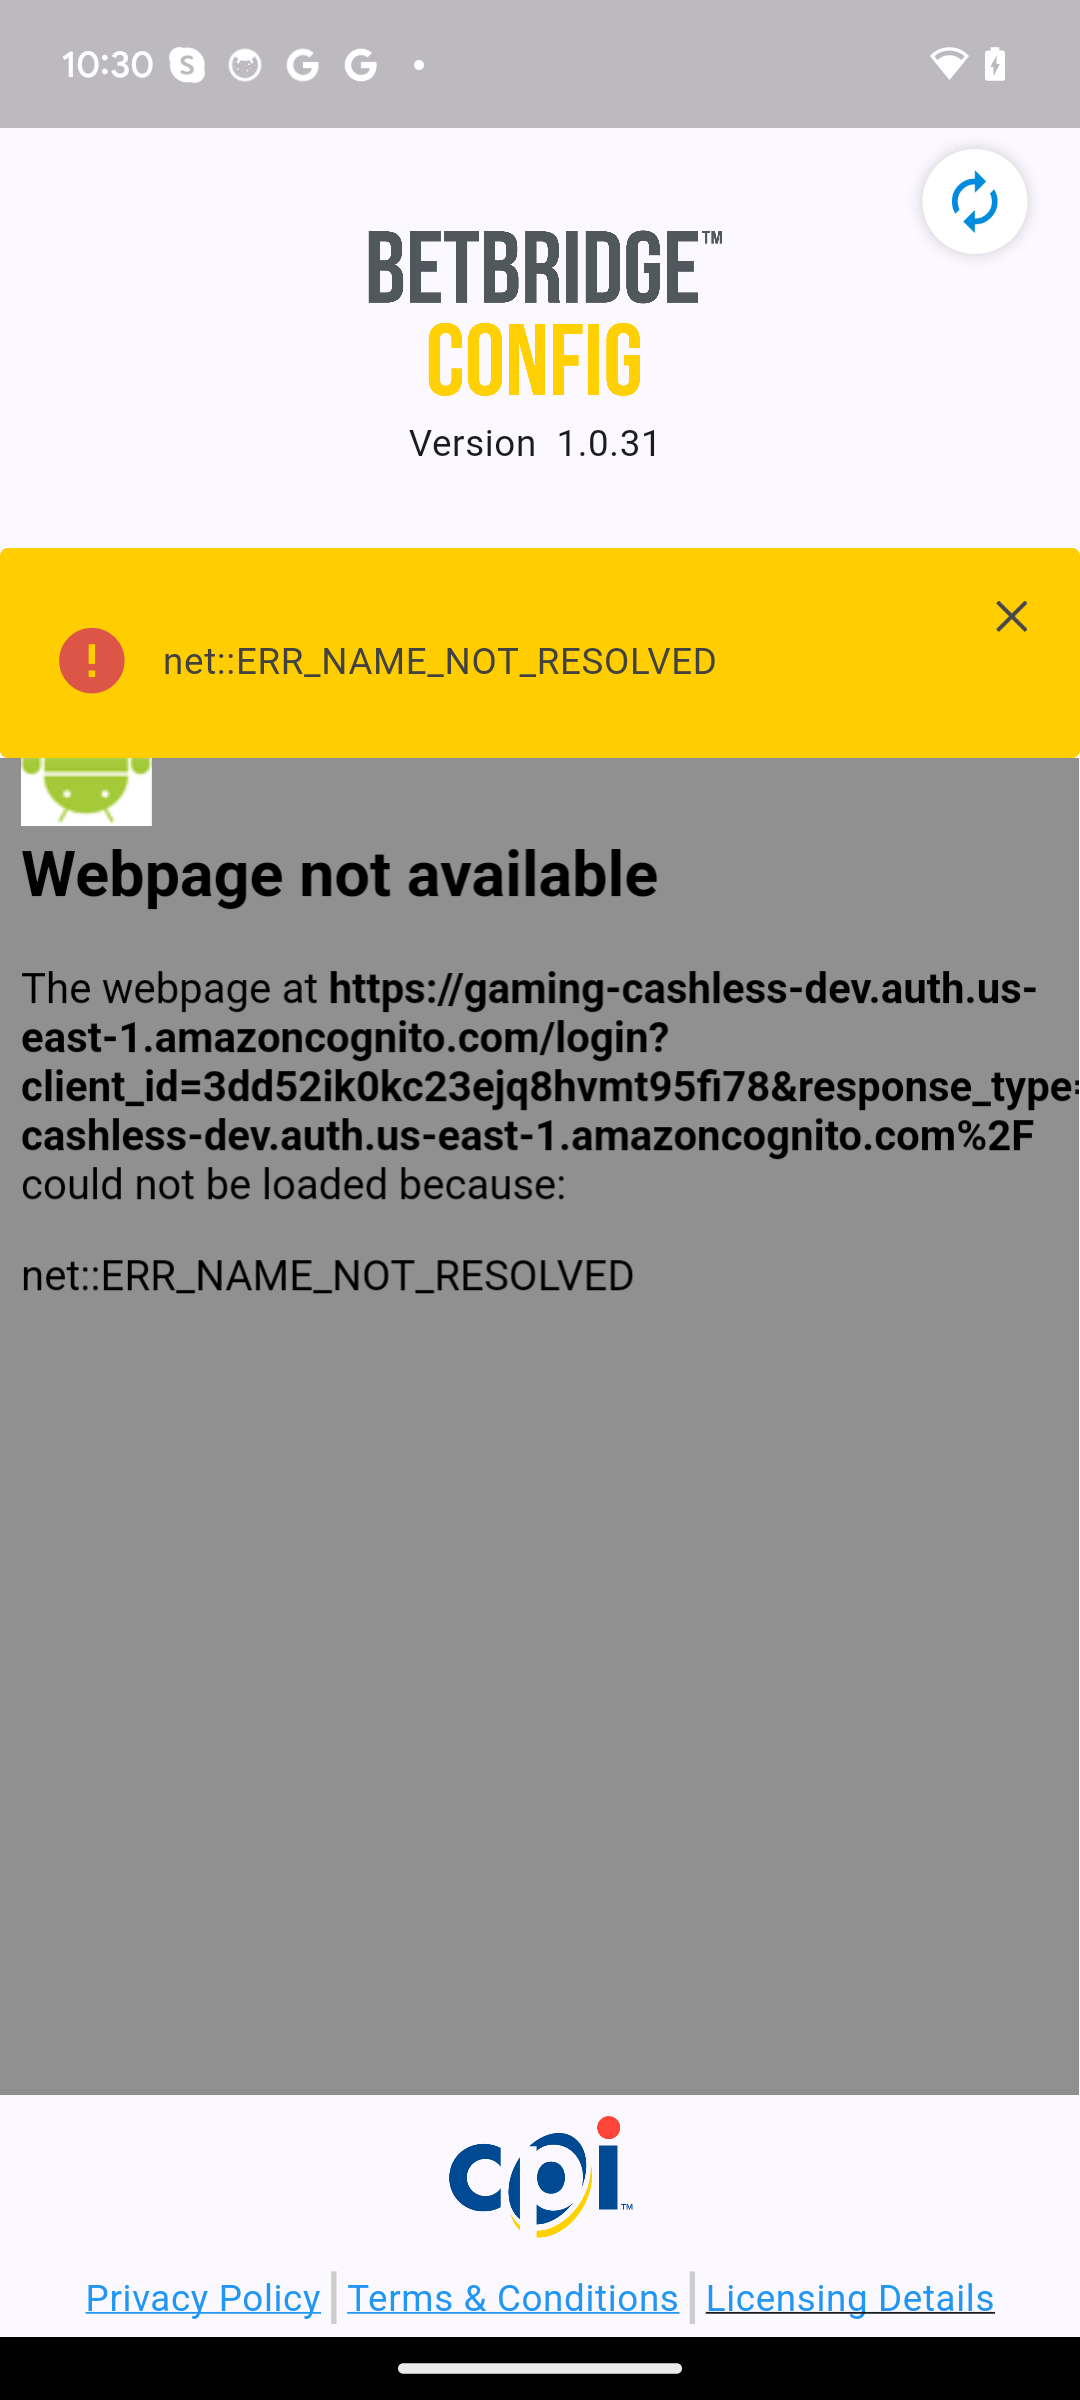 10:30
BETBRIDGE™
CONFIG
Version 1.0.31
net::ERR_NAME_NOT_RESOLVED
Webpage not available
The webpage at https://gaming-cashless-dev.auth.us-
east-1.amazoncognito.com/login?
client_id=3dd52ik0kc23ejq8hvmt95fi78&response_type=
cashless-dev.auth.us-east-1.amazoncognito.com%2F
could not be loaded because:
net::ERR_NAME_NOT_RESOLVED
cpi™
Privacy Policy | Terms & Conditions | Licensing Details